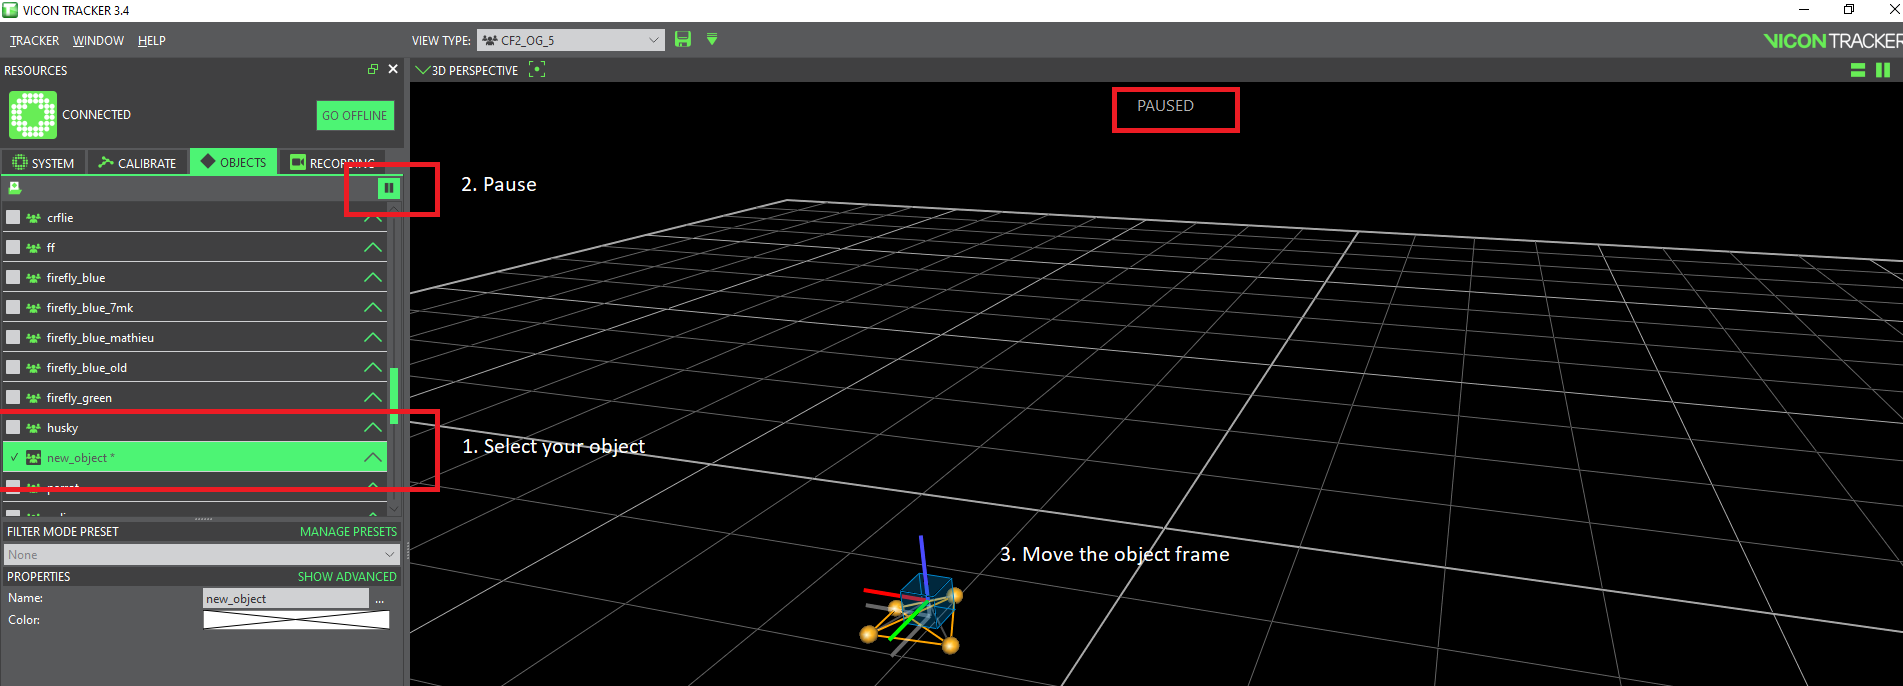 VICON TRACKER 3.4
TRACKER WINDOW HELP
VIEW TYPE: CF2_OG_5
VICON TRACKER
RESOURCES
3D PERSPECTIVE
CONNECTED
GO OFFLINE
PAUSED
SYSTEM CALIBRATE OBJECTS RECORDING
2. Pause
crflie
ff
firefly_blue
firefly_blue_7mk
firefly_blue_mathieu
firefly_blue_old
firefly_green
husky
1. Select your object
new_object *
parrot
FILTER MODE PRESET MANAGE PRESETS
None
PROPERTIES SHOW ADVANCED
3. Move the object frame
Name: new_object ...
Color: